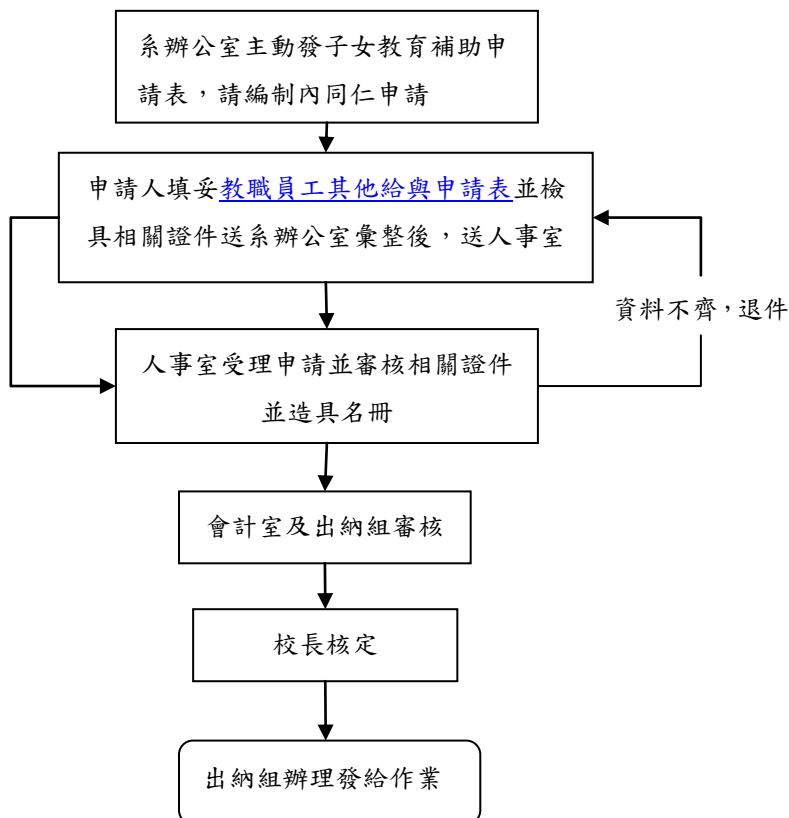 系辦公室主動發子女教育補助申
請表，請編制內同仁申請
申請人填妥教職員工其他給與申請表並檢
具相關證件送系辦公室彙整後，送人事室
資料不齊，退件
人事室受理申請並審核相關證件
並造具名冊
會計室及出納組審核
校長核定
出納組辦理發給作業